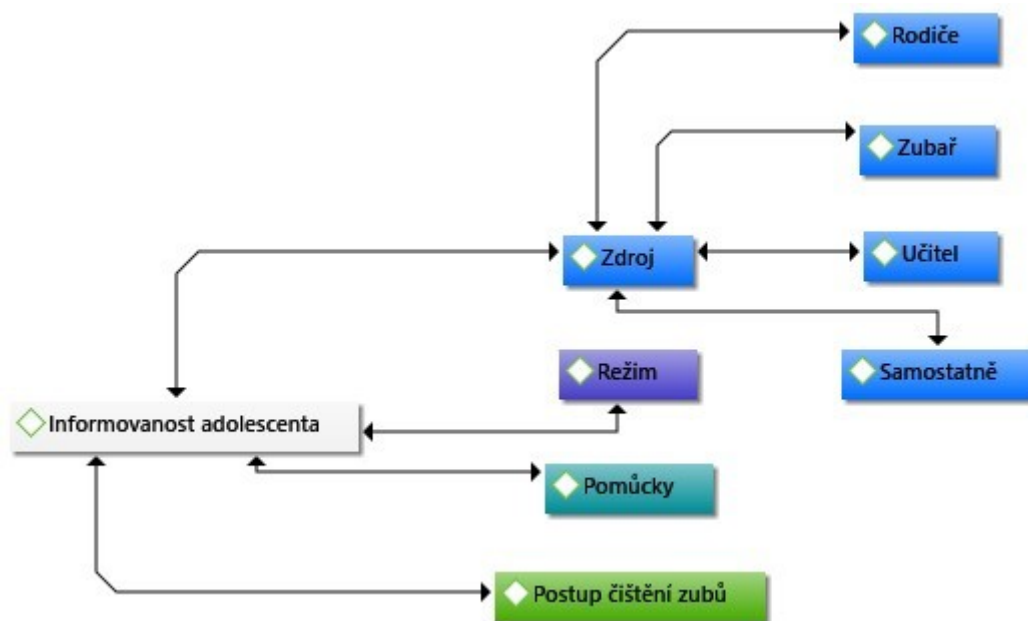 Rodiče
Zubař
Zdroj
Učitel
Režim
Samostatně
Informovanost adolescenta
Pomůcky
Postup čištění zubů